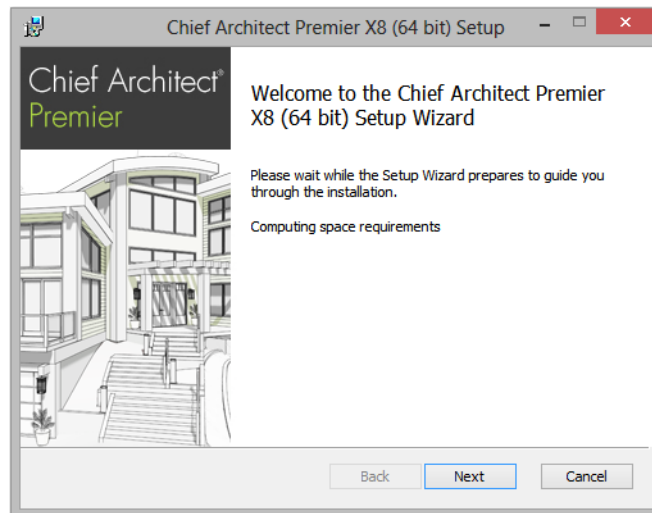 Chief Architect Premier X8 (64 bit) Setup
Chief Architect®
Premier
Welcome to the Chief Architect Premier
X8 (64 bit) Setup Wizard
Please wait while the Setup Wizard prepares to guide you
through the installation.
Computing space requirements
Back Next Cancel